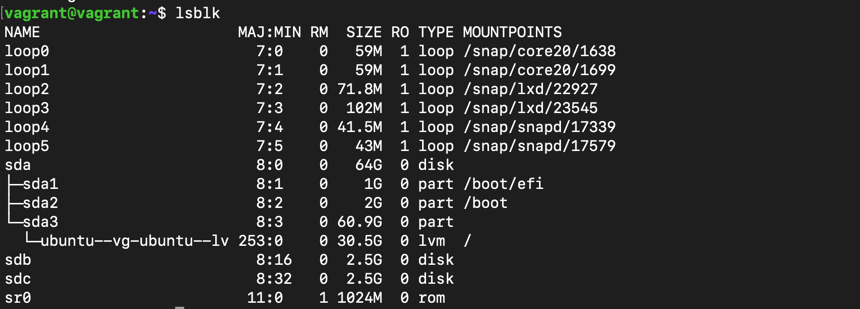 [vagrant@vagrant:~$ lsblk
NAME                      MAJ:MIN RM  SIZE RO TYPE MOUNTPOINTS
loop0                       7:0    0   59M  1 loop /snap/core20/1638
loop1                       7:1    0   59M  1 loop /snap/core20/1699
loop2                       7:2    0 71.8M  1 loop /snap/lxd/22927
loop3                       7:3    0  102M  1 loop /snap/lxd/23545
loop4                       7:4    0 41.5M  1 loop /snap/snapd/17339
loop5                       7:5    0   43M  1 loop /snap/snapd/17579
sda                         8:0    0   64G  0 disk
├─sda1                      8:1    0    1G  0 part /boot/efi
├─sda2                      8:2    0    2G  0 part /boot
└─sda3                      8:3    0 60.9G  0 part
  └─ubuntu--vg-ubuntu--lv 253:0    0 30.5G  0 lvm  /
sdb                         8:16   0  2.5G  0 disk
sdc                         8:32   0  2.5G  0 disk
sr0                        11:0    1 1024M  0 rom